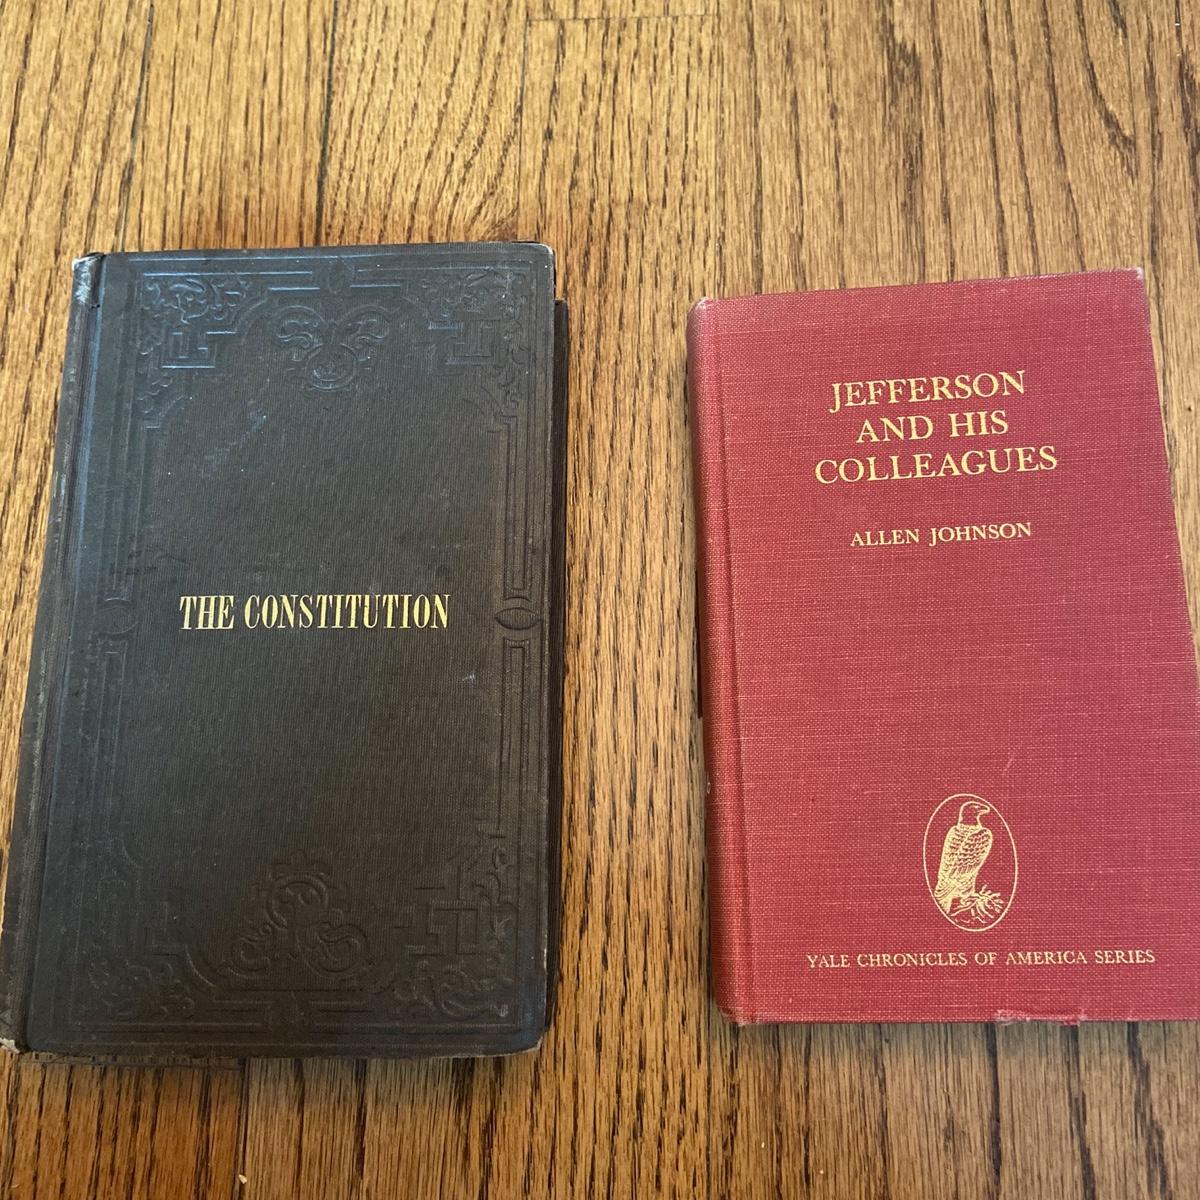 THE CONSTITUTION
JEFFERSON
AND HIS
COLLEAGUES
ALLEN JOHNSON
YALE CHRONICLES OF AMERICA SERIES